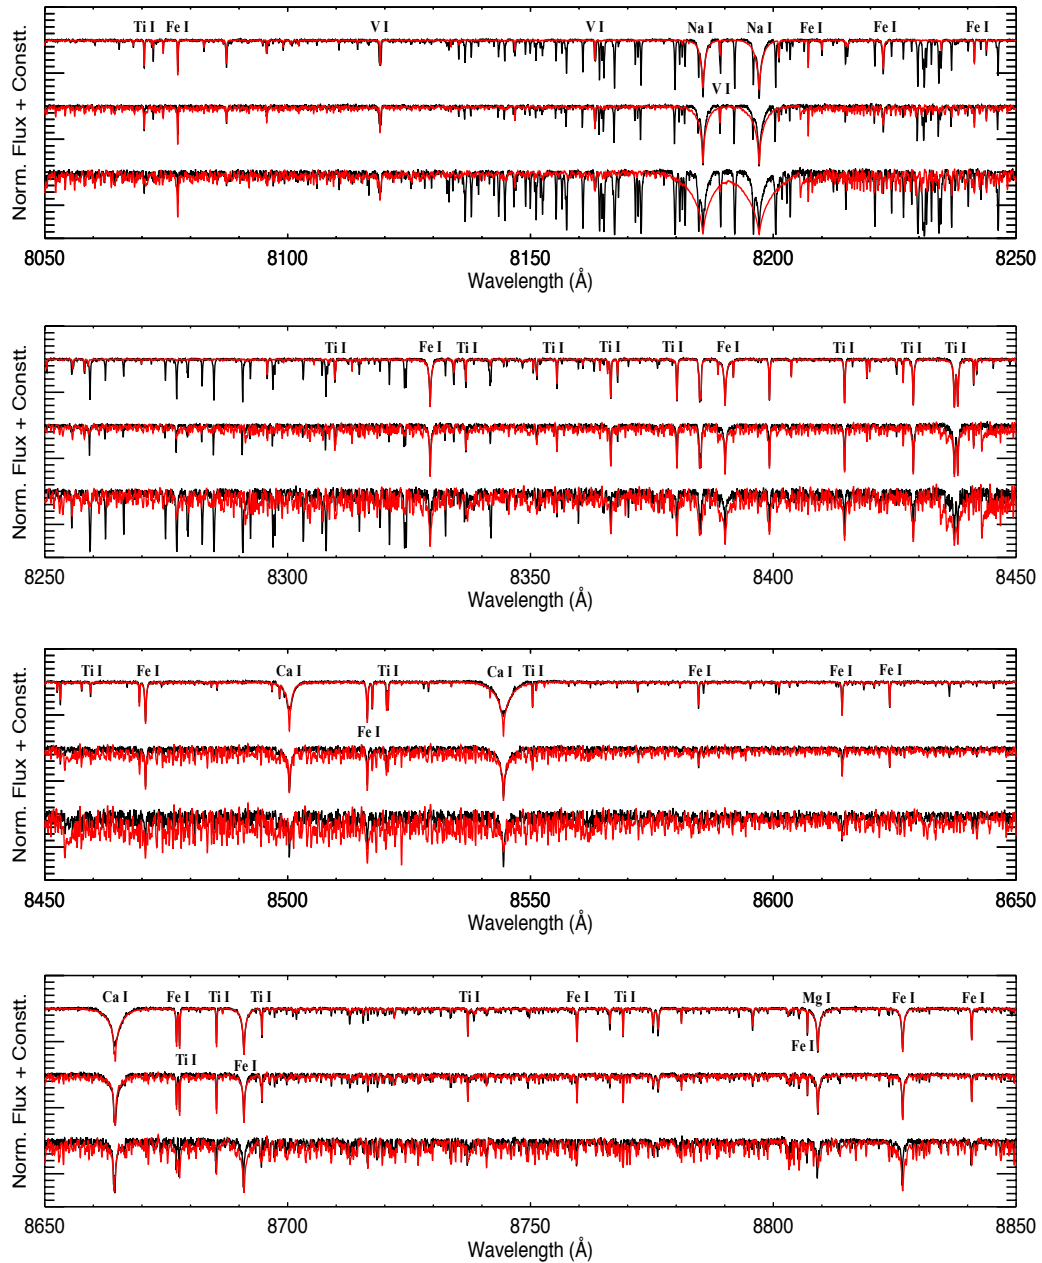 Ti I Fe I V I V I Na I Na I Fe I Fe I Fe I
V I
Norm. Flux + Constt.
8050 8100 8150 8200 8250
Wavelength (Å)
Ti I Fe I Ti I Ti I Ti I Ti I Fe I Ti I Ti I Ti I
Norm. Flux + Constt.
8250 8300 8350 8400 8450
Wavelength (Å)
Ti I Fe I Ca I Ti I Ca I Ti I Fe I Fe I Fe I
Fe I
Norm. Flux + Constt.
8450 8500 8550 8600 8650
Wavelength (Å)
Ca I Fe I Ti I Ti I Ti I Fe I Ti I Mg I Fe I Fe I
Ti I Fe I Fe I
Norm. Flux + Constt.
8650 8700 8750 8800 8850
Wavelength (Å)